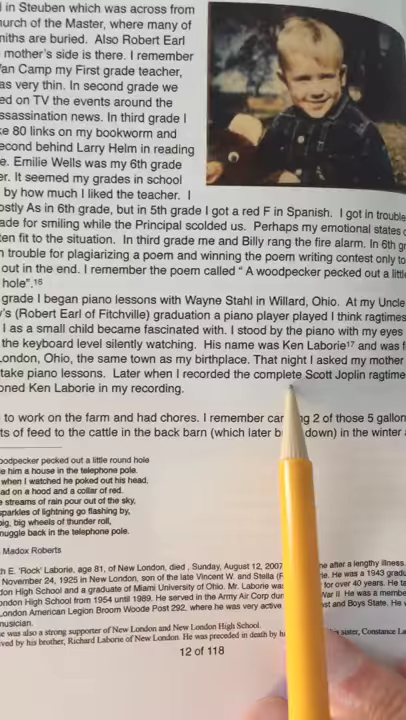 in Steuben which was across from
urch of the Master, where many of
miths are buried. Also Robert Earl
mother's side is there. I remember
Van Camp my First grade teacher,
as very thin. In second grade we
ed on TV the events around the
ssassination news. In third grade I
ke 80 links on my bookworm and
econd behind Larry Helm in reading
e. Emilie Wells was my 6th grade
er. It seemed my grades in school
by how much I liked the teacher. I
ostly As in 6th grade, but in 5th grade I got a red F in Spanish. I got in trouble
ade for smiling while the Principal scolded us. Perhaps my emotional states
ten fit to the situation. In third grade me and Billy rang the fire alarm. In 6th gr
n trouble for plagiarizing a poem and winning the poem writing contest only to
out in the end. I remember the poem called “ A woodpecker pecked out a littl
hole”.16
grade I began piano lessons with Wayne Stahl in Willard, Ohio. At my Uncle
y's (Robert Earl of Fitchville) graduation a piano player played I think ragtimes
I as a small child became fascinated with. I stood by the piano with my eyes
the keyboard level silently watching. His name was Ken Laborie17 and was f
London, Ohio, the same town as my birthplace. That night I asked my mother
take piano lessons. Later when I recorded the complete Scott Joplin ragtime
oned Ken Laborie in my recording.
to work on the farm and had chores. I remember car ng 2 of those 5 gallon
ts of feed to the cattle in the back barn (which later b down) in the winter
oodpecker pecked out a little round hole
e him a house in the telephone pole.
when I watched he poked out his head,
ad on a hood and a collar of red.
e streams of rain pour out of the sky,
sparkles of lightning go flashing by,
big, big wheels of thunder roll,
nuggle back in the telephone pole.
Madox Roberts
h E. 'Rock' Laborie, age 81, of New London, died , Sunday, August 12, 2007 me after a lengthy illness.
November 24, 1925 in New London, son of the late Vincent W. and Stella (F ie. He was a 1943 gradu
don High School and a graduate of Miami University of Ohio. Mr. Laborie wa for over 40 years. He ta
ondon High School from 1954 until 1989. He served in the Army Air Corp dur War II. He was a membe
London American Legion Broom Woode Post 292, where he was very active st and Boys State. He
musician.
e was also a strong supporter of New London and New London High School.
ived by his brother, Richard Laborie of New London. He was preceded in death by h s sister, Constance La
12 of 118